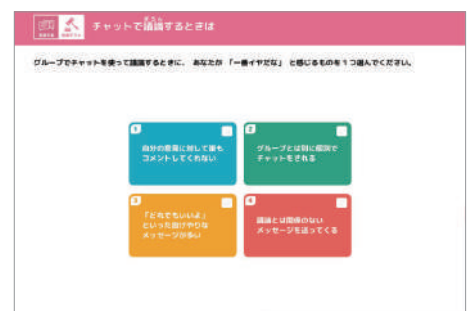 チャットで議論するときは
グループでチャットを使って議論するときに、 あなたが 「一番イヤだな」 と感じるものを1つ選んでください。
1
自分の意見に対して誰も
コメントしてくれない
2
グループとは別に個別で
チャットをされる
3
「どれでもいいよ」
といった投げやりな
メッセージが多い
4
議論とは関係のない
メッセージを送ってくる